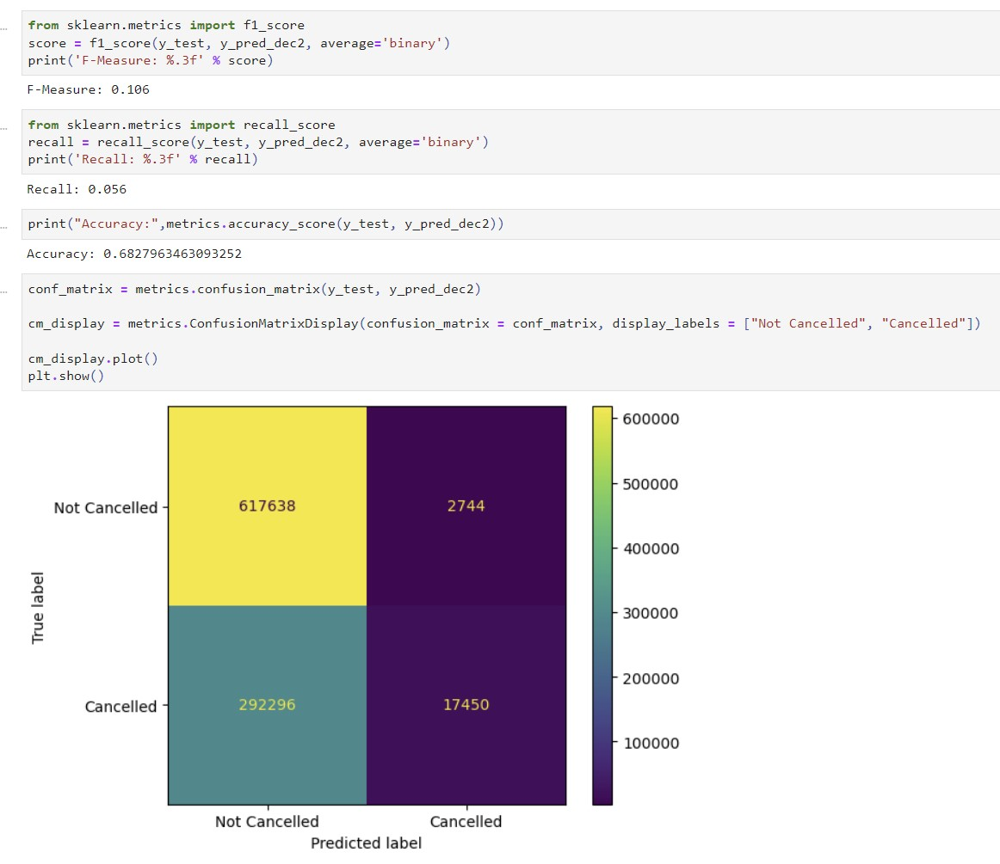 from sklearn.metrics import f1_score
score = f1_score(y_test, y_pred_dec2, average='binary')
print('F-Measure: %.3f' % score)
F-Measure: 0.106
from sklearn.metrics import recall_score
recall = recall_score(y_test, y_pred_dec2, average='binary')
print('Recall: %.3f' % recall)
Recall: 0.056
print("Accuracy:",metrics.accuracy_score(y_test, y_pred_dec2))
Accuracy: 0.6827963463093252
conf_matrix = metrics.confusion_matrix(y_test, y_pred_dec2)
cm_display = metrics.ConfusionMatrixDisplay(confusion_matrix = conf_matrix, display_labels = ["Not Cancelled", "Cancelled"])
cm_display.plot()
plt.show()
True label
Not Cancelled
617638
2744
Cancelled
292296
17450
Not Cancelled
Cancelled
Predicted label
600000
500000
400000
300000
200000
100000